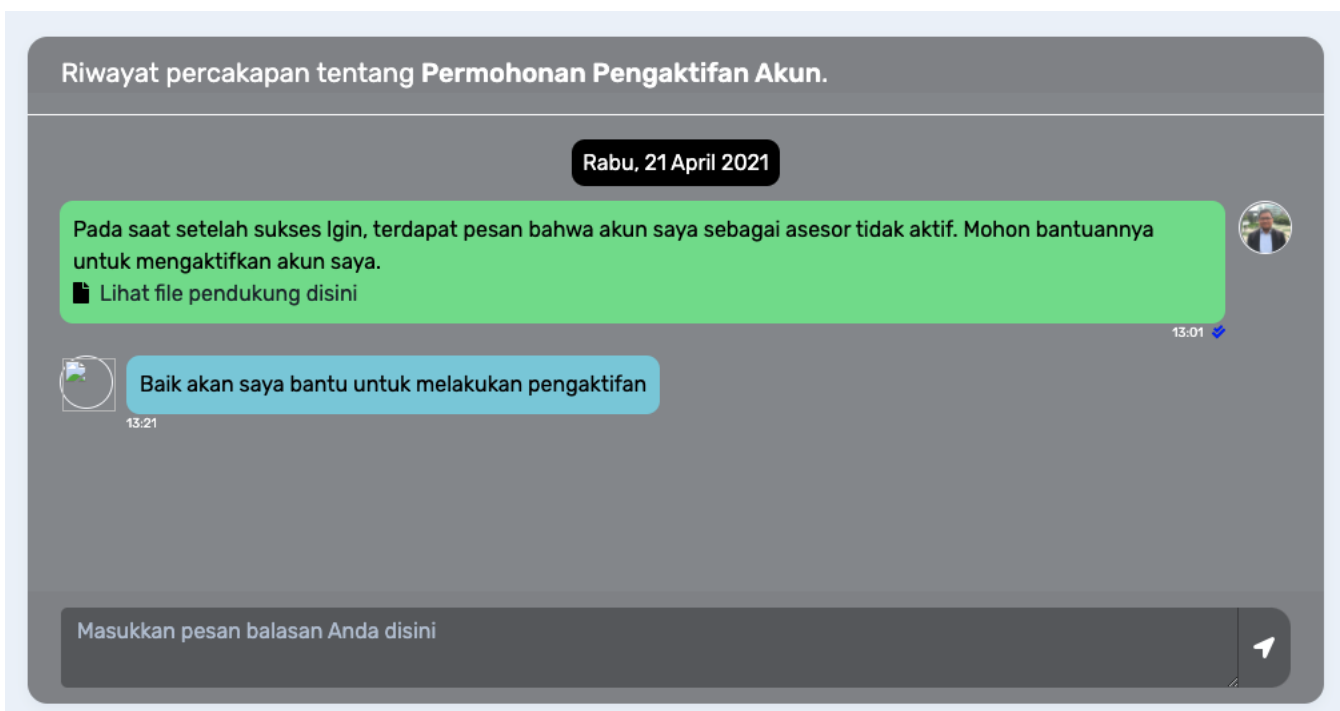 Riwayat percakapan tentang Permohonan Pengaktifan Akun.
Rabu, 21 April 2021
Pada saat setelah sukses lgin, terdapat pesan bahwa akun saya sebagai asesor tidak aktif. Mohon bantuannya
untuk mengaktifkan akun saya.
Lihat file pendukung disini
13:01
Baik akan saya bantu untuk melakukan pengaktifan
13:21
Masukkan pesan balasan Anda disini